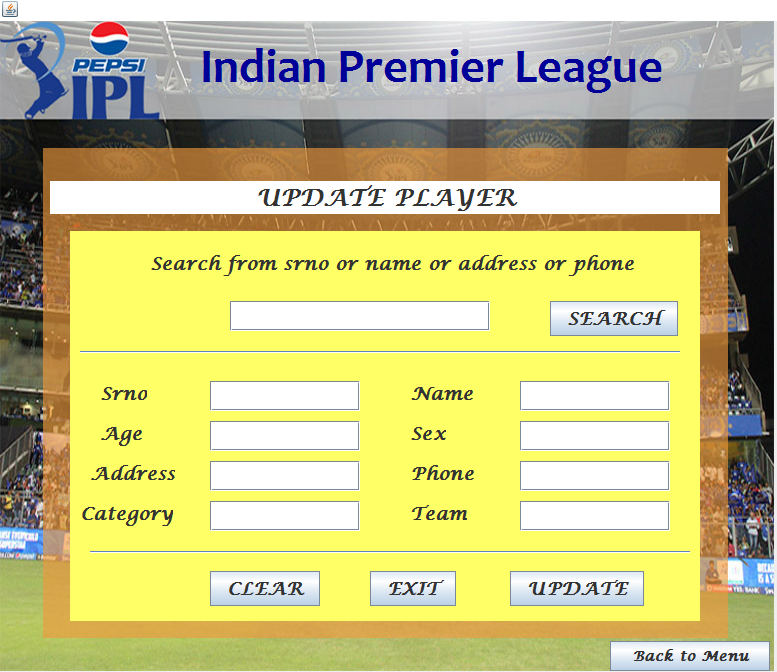 PEPSI
IPL
Indian Premier League
UPDATE PLAYER
Search from srno or name or address or phone
SEARCH
Srno Name
Age Sex
Address Phone
Category Team
CLEAR EXIT UPDATE
Back to Menu